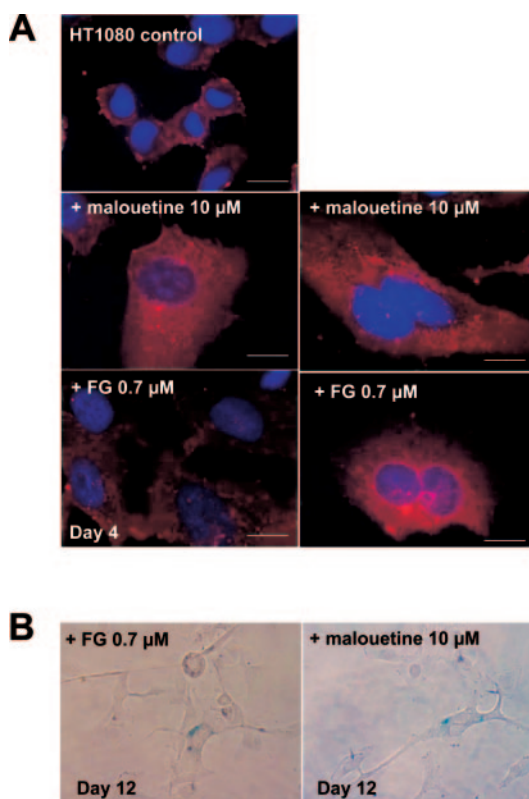 A
HT1080 control
+ malouetine 10 µM
+ malouetine 10 µM
+ FG 0.7 µM
+ FG 0.7 µM
Day 4
B
+ FG 0.7 µM
+ malouetine 10 µM
Day 12
Day 12